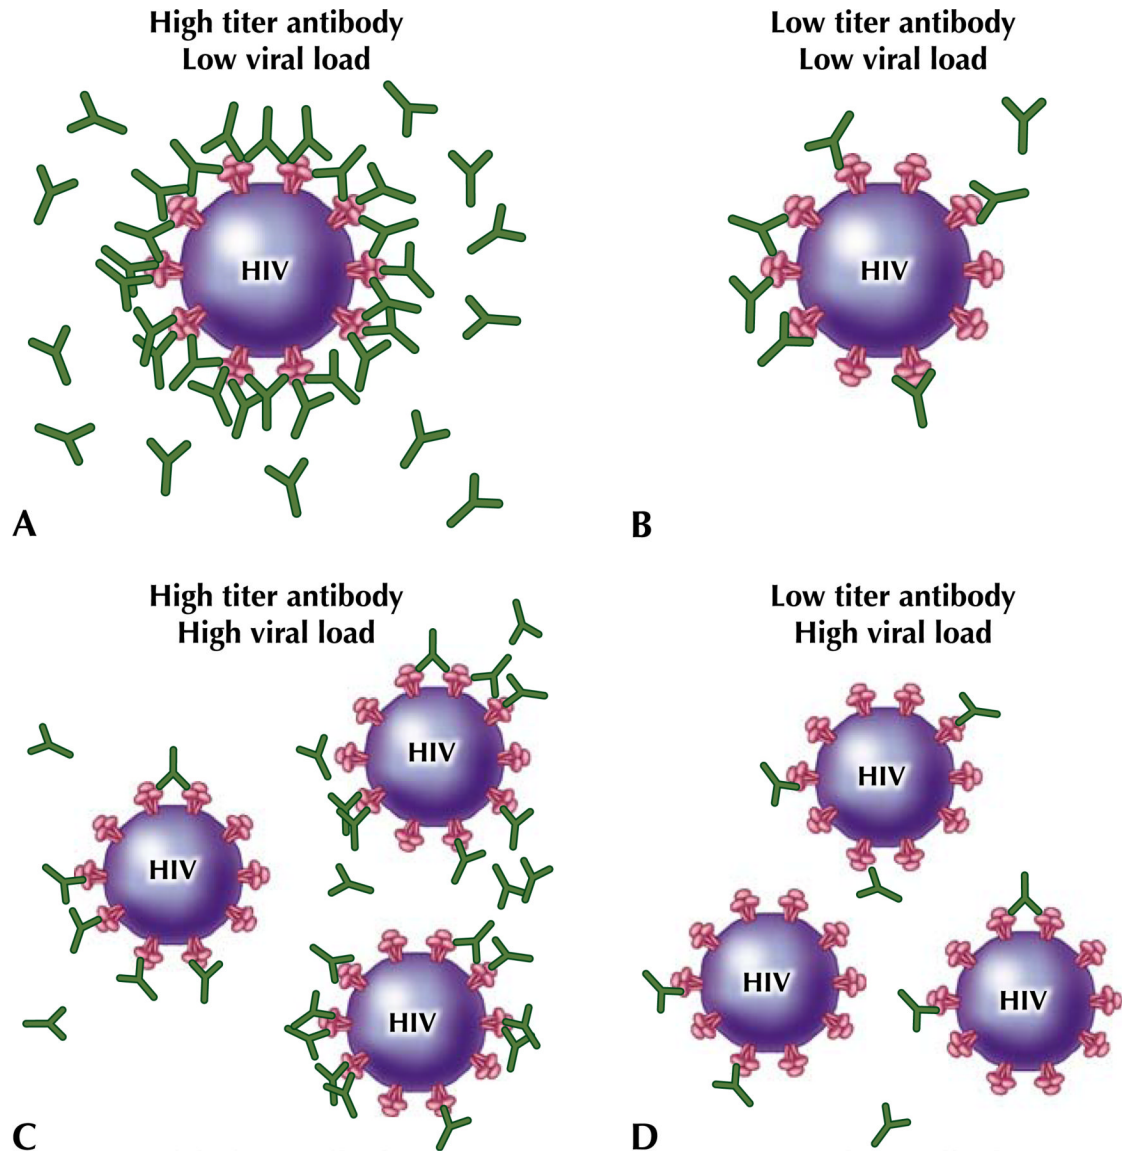 High titer antibody
Low viral load
HIV
A
Low titer antibody
Low viral load
HIV
B
High titer antibody
High viral load
HIV
HIV
HIV
C
Low titer antibody
High viral load
HIV
HIV
HIV
D